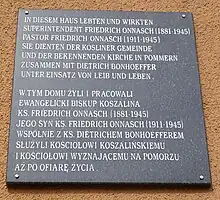 IN DIESEM HAUS LEBTEN UND WIRKTEN
SUPERINTENDENT FRIEDRICH ONNASCH (1881-1945)
PASTOR FRIEDRICH ONNASCH (1911-1945)
SIE DIENTEN DER KÖSLINER GEMEINDE
UND DER BEKENNENDEN KIRCHE IN POMMERN
ZUSAMMEN MIT DIETRICH BONHOEFFER
UNTER EINSATZ VON LEIB UND LEBEN.
W TYM DOMU ŻYLI I PRACOWALI
EWANGELICKI BISKUP KOSZALINA
KS. FRIEDRICH ONNASCH (1881-1945)
JEGO SYN KS. FRIEDRICH ONNASCH (1911-1945)
WSPÓLNIE Z KS. DIETRICHEM BONHOEFFEREM
SŁUŻYLI KOŚCIOŁOWI KOSZALIŃSKIEMU
I KOŚCIOŁOWI WYZNAJĄCEMU NA POMORZU
AŻ PO OFIARĘ ŻYCIA.